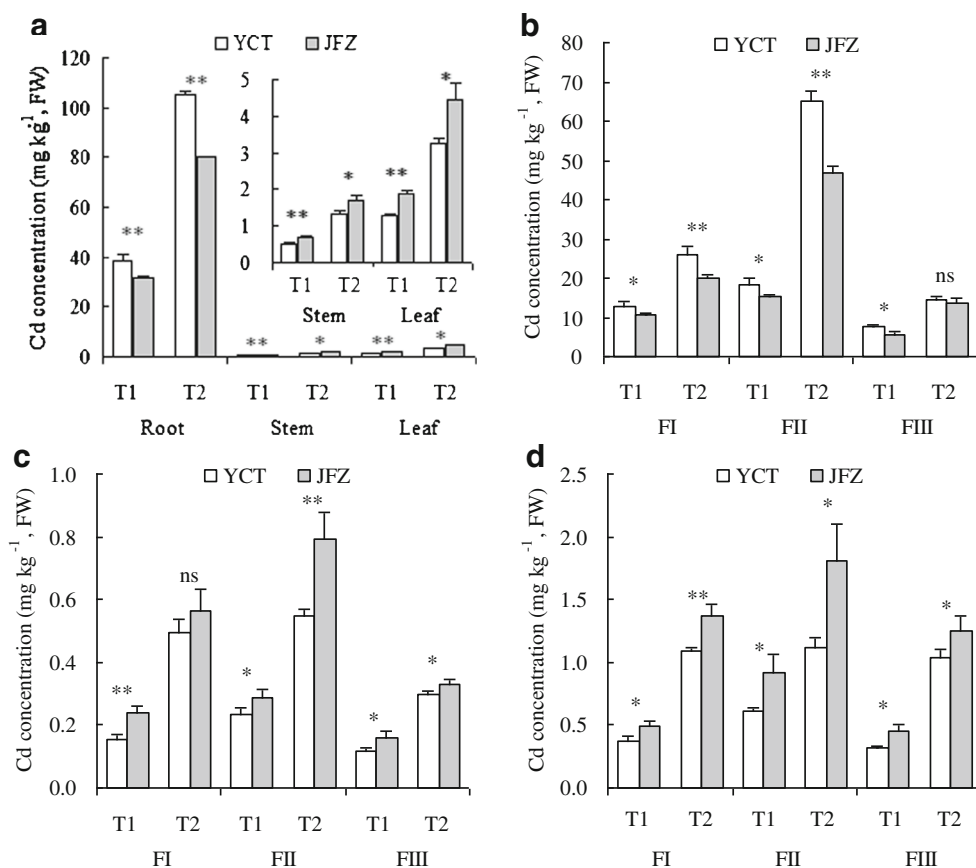 a
YCT JFZ
Cd concentration (mg kg⁻¹, FW)
120
100
80
60
40
20
0
** ** ** * ** *
T1 T2 T1 T2 T1 T2
Root Stem Leaf
5
4
3
2
1
0
** * ** *
T1 T2 T1 T2
Stem Leaf
b
YCT JFZ
Cd concentration (mg kg⁻¹, FW)
80
70
60
50
40
30
20
10
0
* ** * ** * ns
T1 T2 T1 T2 T1 T2
FI FII FIII
c
YCT JFZ
Cd concentration (mg kg⁻¹, FW)
1.0
0.8
0.6
0.4
0.2
0.0
** ns * ** * *
T1 T2 T1 T2 T1 T2
FI FII FIII
d
YCT JFZ
Cd concentration (mg kg⁻¹, FW)
2.5
2.0
1.5
1.0
0.5
0.0
* ** * * * *
T1 T2 T1 T2 T1 T2
FI FII FIII